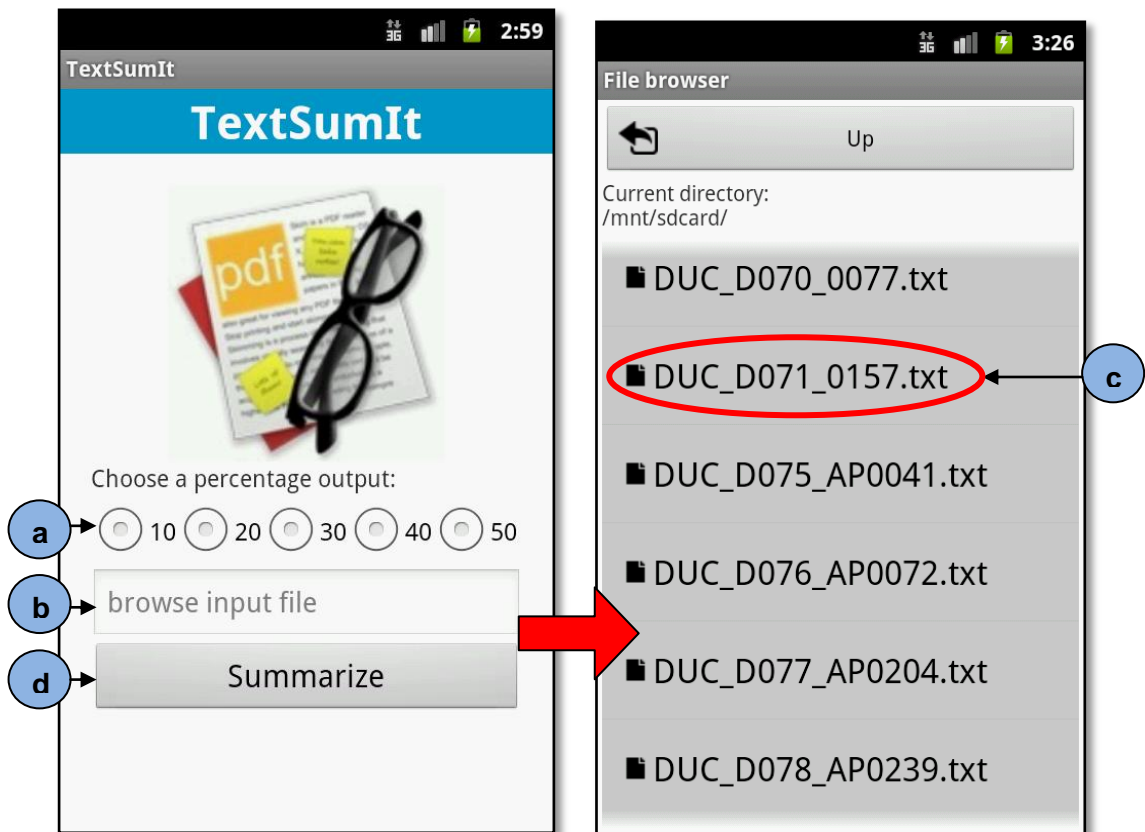 2:59
TextSumIt
TextSumIt
pdf
Choose a percentage output:
a
10 20 30 40 50
b
browse input file
d
Summarize
3:26
File browser
Up
Current directory:
/mnt/sdcard/
DUC_D070_0077.txt
DUC_D071_0157.txt
c
DUC_D075_AP0041.txt
DUC_D076_AP0072.txt
DUC_D077_AP0204.txt
DUC_D078_AP0239.txt